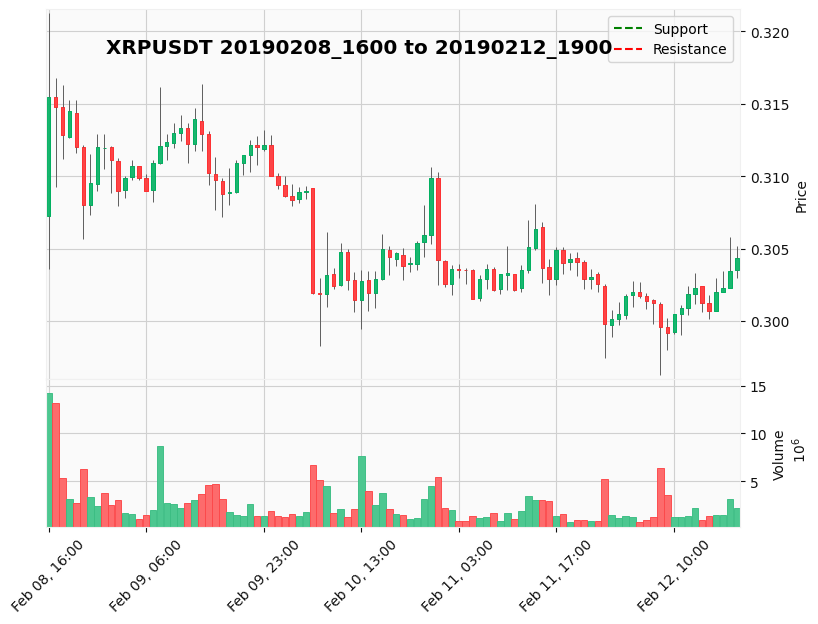 XRPUSDT 20190208_1600 to 20190212_1900
Support
Resistance
0.320
0.315
0.310
0.305
0.300
Price
15
10
5
Volume
10^6
Feb 08, 16:00
Feb 09, 06:00
Feb 09, 23:00
Feb 10, 13:00
Feb 11, 03:00
Feb 11, 17:00
Feb 12, 10:00